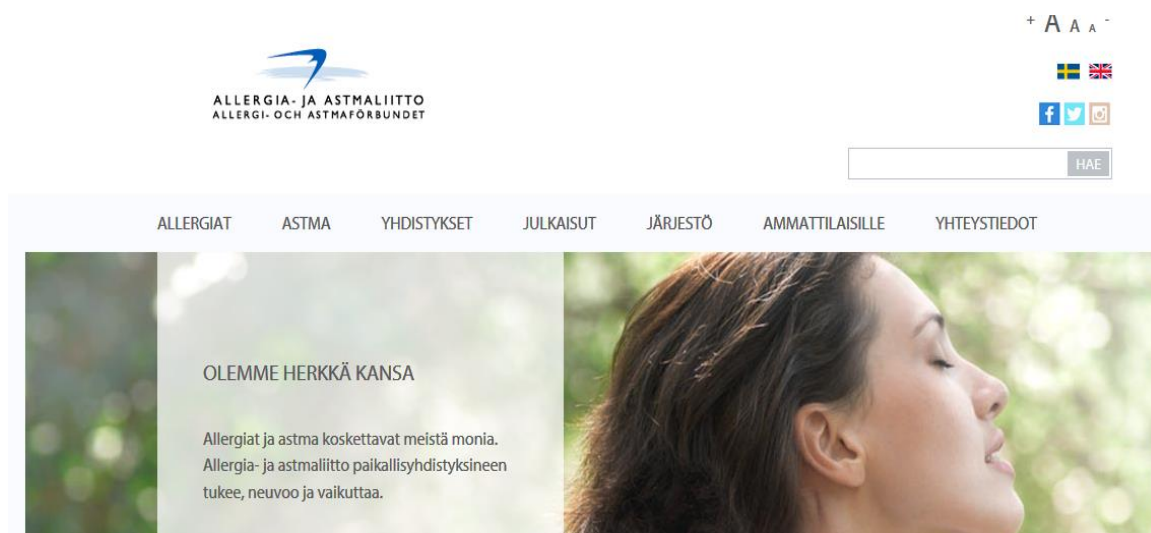 + A A A -
ALLERGIA- JA ASTMALIITTO
ALLERGI- OCH ASTMAFÖRBUNDET
f
HAE
ALLERGIAT ASTMA YHDISTYKSET JULKAISUT JÄRJESTÖ AMMATTILAISILLE YHTEYSTIEDOT
OLEMME HERKKÄ KANSA
Allergiat ja astma koskettavat meistä monia.
Allergia- ja astmaliitto paikallisyhdistyksineen
tukee, neuvoo ja vaikuttaa.